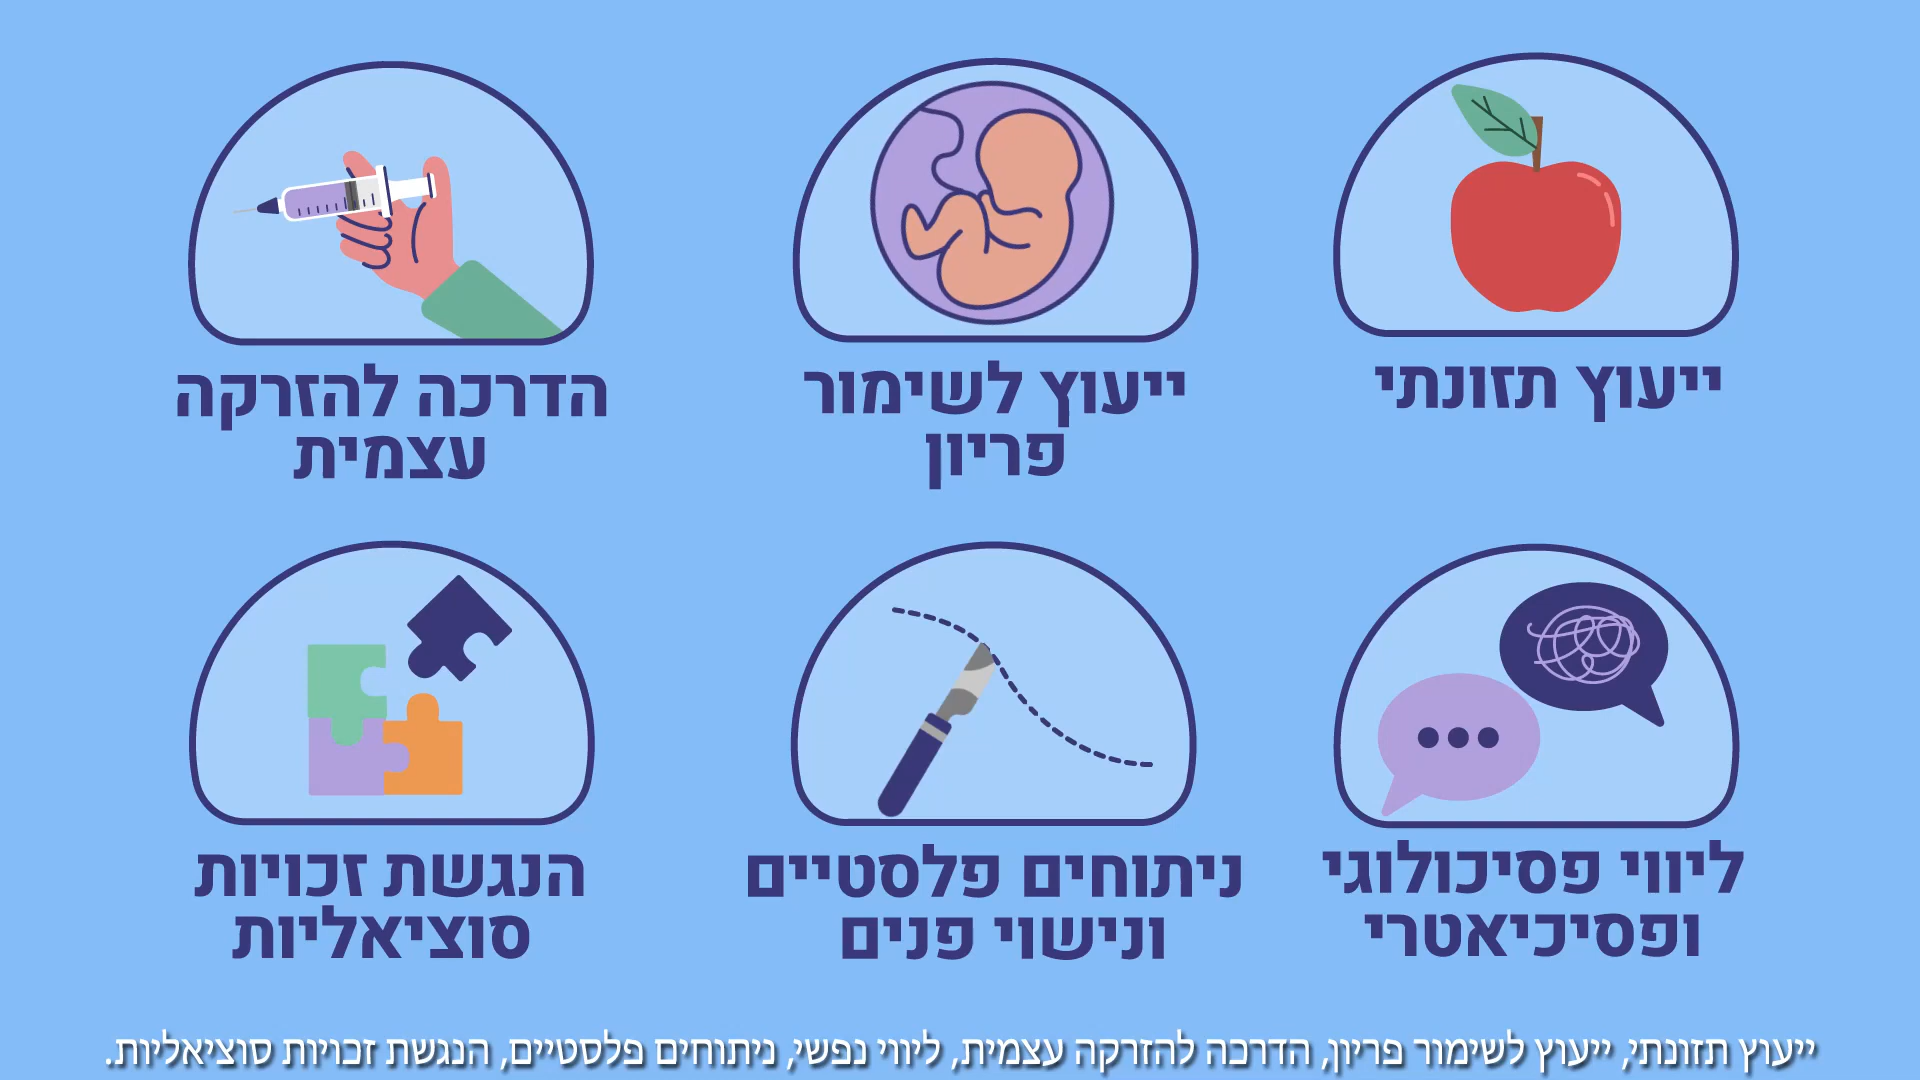 ייעוץ תזונתי
ייעוץ לשימור
פריון
הדרכה להזרקה
עצמית
ליווי פסיכולוגי
ופסיכיאטרי
ניתוחים פלסטיים
ונישוי פנים
הנגשת זכויות
סוציאליות
ייעוץ תזונתי, ייעוץ לשימור פריון, הדרכה להזרקה עצמית, ליווי נפשי, ניתוחים פלסטיים, הנגשת זכויות סוציאליות.